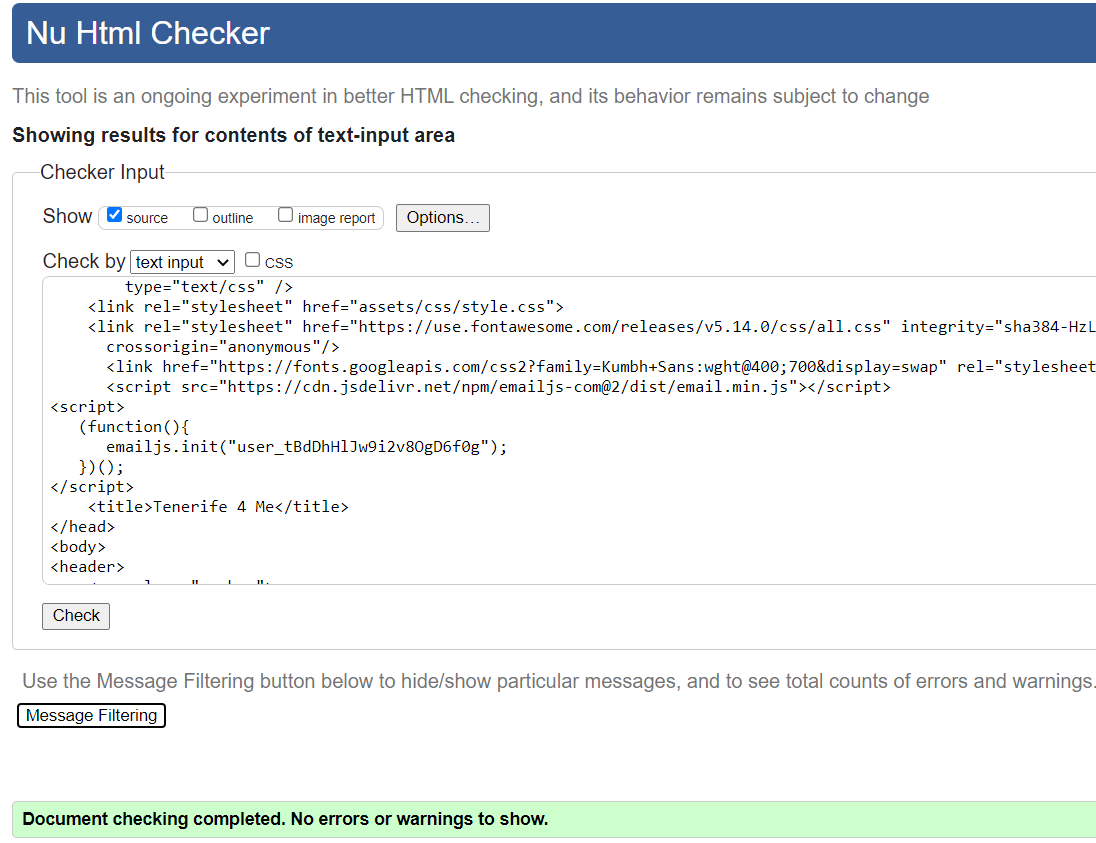 Nu Html Checker
This tool is an ongoing experiment in better HTML checking, and its behavior remains subject to change
Showing results for contents of text-input area
Checker Input
Show source outline image report Options...
Check by text input CSS
type="text/css" />
<link rel="stylesheet" href="assets/css/style.css">
<link rel="stylesheet" href="https://use.fontawesome.com/releases/v5.14.0/css/all.css" integrity="sha384-HzL
crossorigin="anonymous"/>
<link href="https://fonts.googleapis.com/css2?family=Kumbh+Sans:wght@400;700&display=swap" rel="stylesheet
<script src="https://cdn.jsdelivr.net/npm/emailjs-com@2/dist/email.min.js"></script>
<script>
(function(){
emailjs.init("user_tBdDhHlJw9i2v8OgD6f0g");
})();
</script>
<title>Tenerife 4 Me</title>
</head>
<body>
<header>
Check
Use the Message Filtering button below to hide/show particular messages, and to see total counts of errors and warnings.
Message Filtering
Document checking completed. No errors or warnings to show.